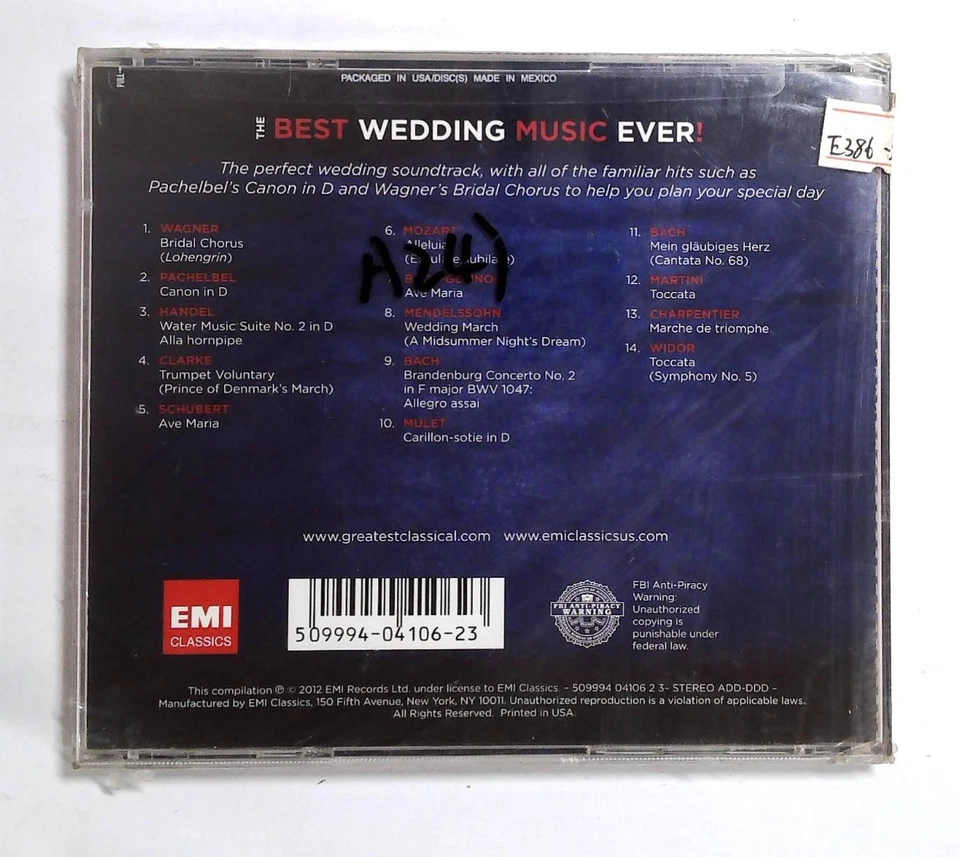 PULL
PACKAGED IN USA/DISC(S) MADE IN MEXICO
THE BEST WEDDING MUSIC EVER!
E386
The perfect wedding soundtrack, with all of the familiar hits such as
Pachelbel's Canon in D and Wagner's Bridal Chorus to help you plan your special day
1. WAGNER
Bridal Chorus
(Lohengrin)
2. PACHELBEL
Canon in D
3. HANDEL
Water Music Suite No. 2 in D
Alla hornpipe
4. CLARKE
Trumpet Voluntary
(Prince of Denmark's March)
5. SCHUBERT
Ave Maria
6. MOZART
Alleluia
(Exsultate jubilate)
Ave Maria
8. MENDELSSOHN
Wedding March
(A Midsummer Night's Dream)
9. BACH
Brandenburg Concerto No. 2
in F major BWV 1047:
Allegro assai
10. MULET
Carillon-sotie in D
11. BACH
Mein gläubiges Herz
(Cantata No. 68)
12. MARTINI
Toccata
13. CHARPENTIER
Marche de triomphe
14. WIDOR
Toccata
(Symphony No. 5)
www.greatestclassical.com www.emiclassicsus.com
EMI
CLASSICS
509994-04106-23
FBI ANTI-PIRACY
WARNING
FBI Anti-Piracy
Warning:
Unauthorized
copying is
punishable under
federal law.
This compilation ℗ © 2012 EMI Records Ltd. under license to EMI Classics. – 509994 04106 2 3– STEREO ADD-DDD –
Manufactured by EMI Classics, 150 Fifth Avenue, New York, NY 10011. Unauthorized reproduction is a violation of applicable laws.
All Rights Reserved. Printed in USA.